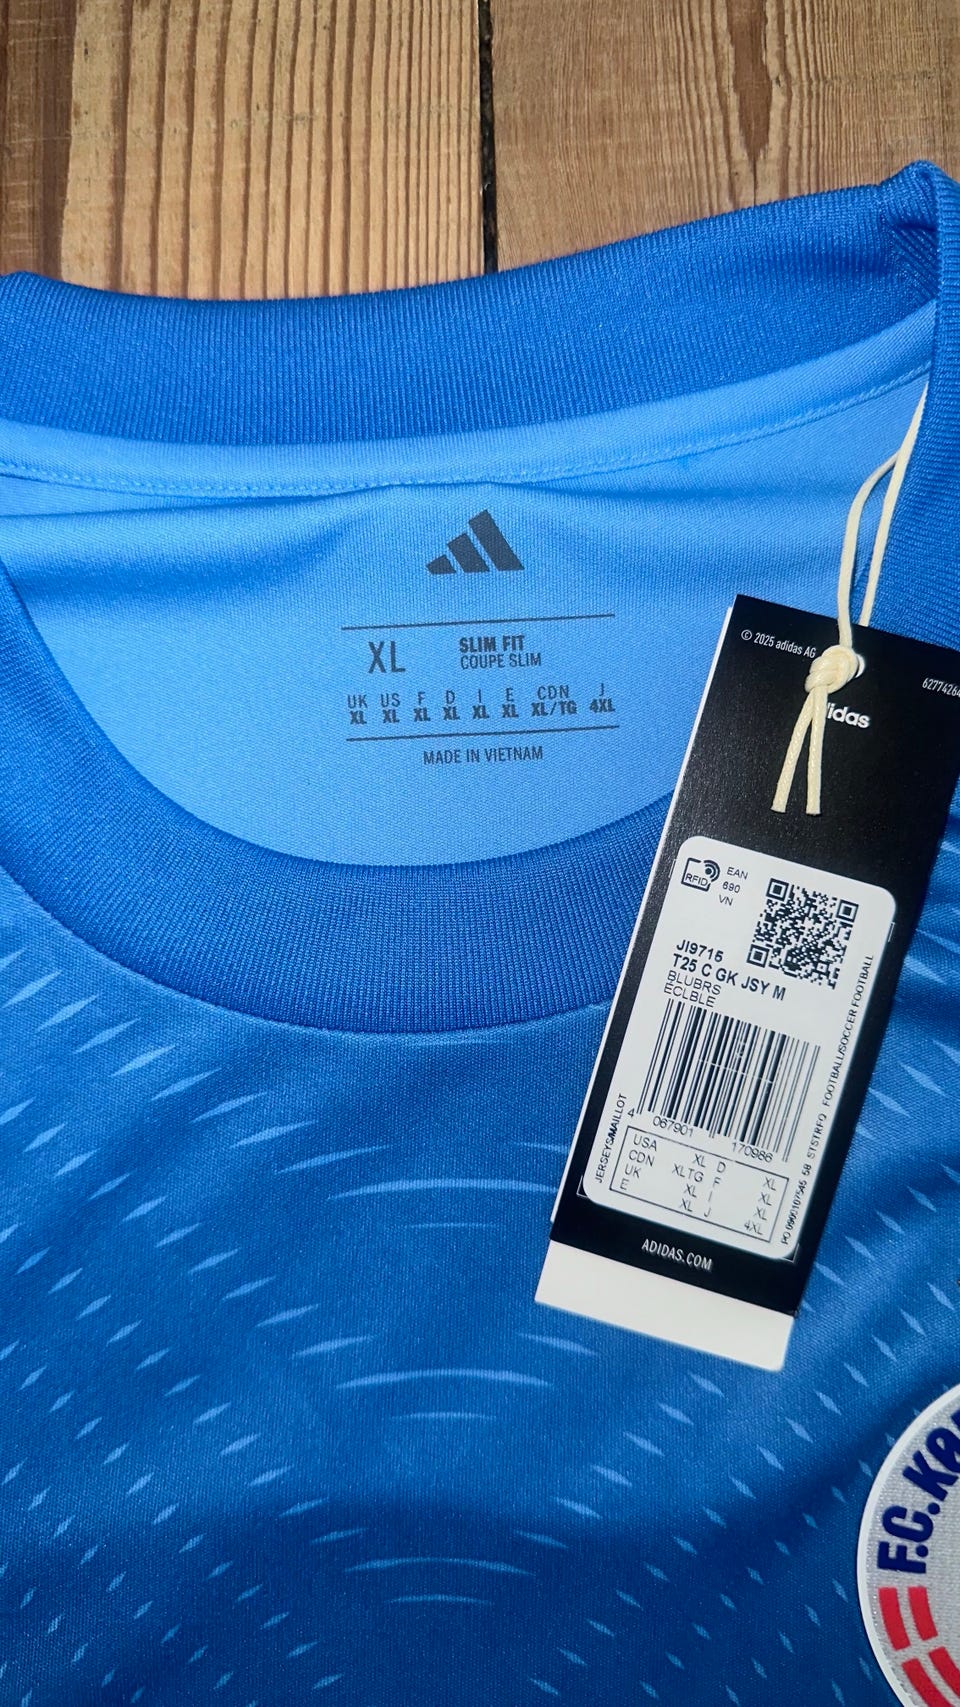 XL
SLIM FIT
COUPE SLIM
UK US F D I E CDN J
XL XL XL XL XL XL XL/TG 4XL
MADE IN VIETNAM
© 2025 adidas AG
adidas
RFID
EAN
690
VN
JI9715
T25 C GK JSY M
BLUBRS
ECLBLE
4 067901 170986
JERSEYS/MAILLOT
USA XL D XL
CDN XLTG F XL
UK XL I XL
E XL J 4XL
FOOTBALL/SOCCER FOOTBALL
ADIDAS.COM
F.C.